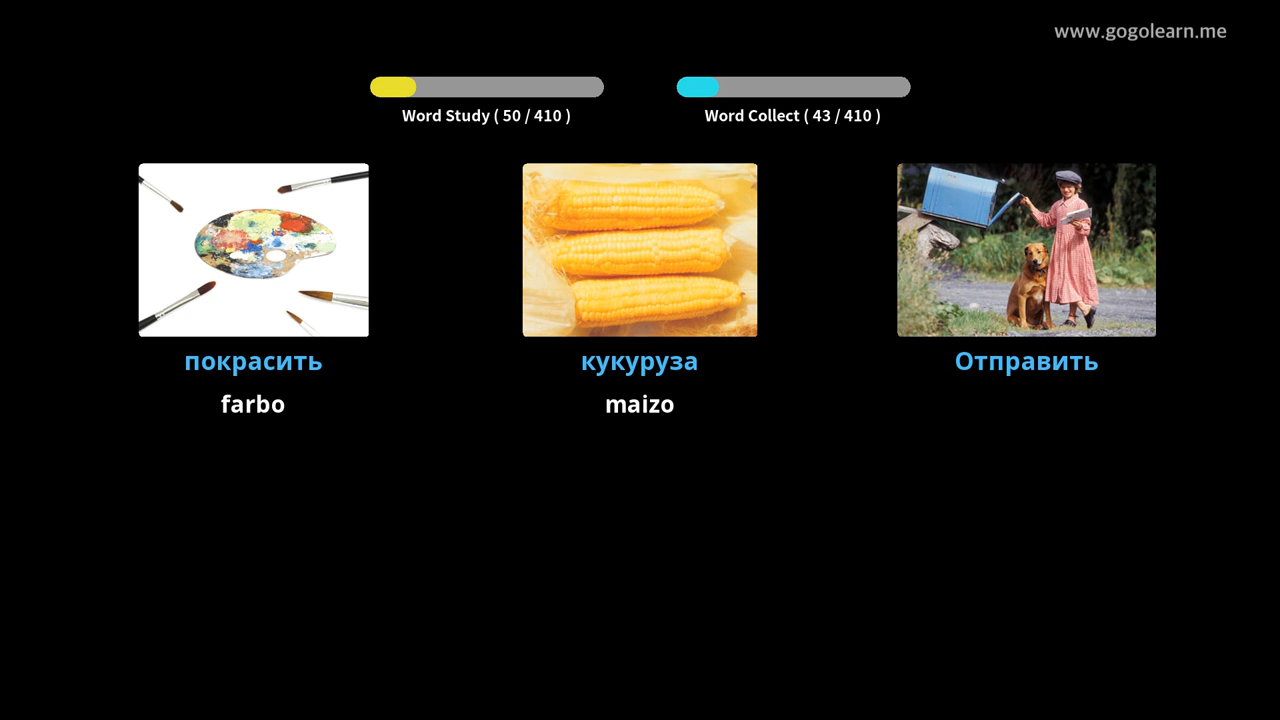 www.gogolearn.me
Word Study ( 50 / 410 )
Word Collect ( 43 / 410 )
покрасить
farbo
кукуруза
maizo
Отправить